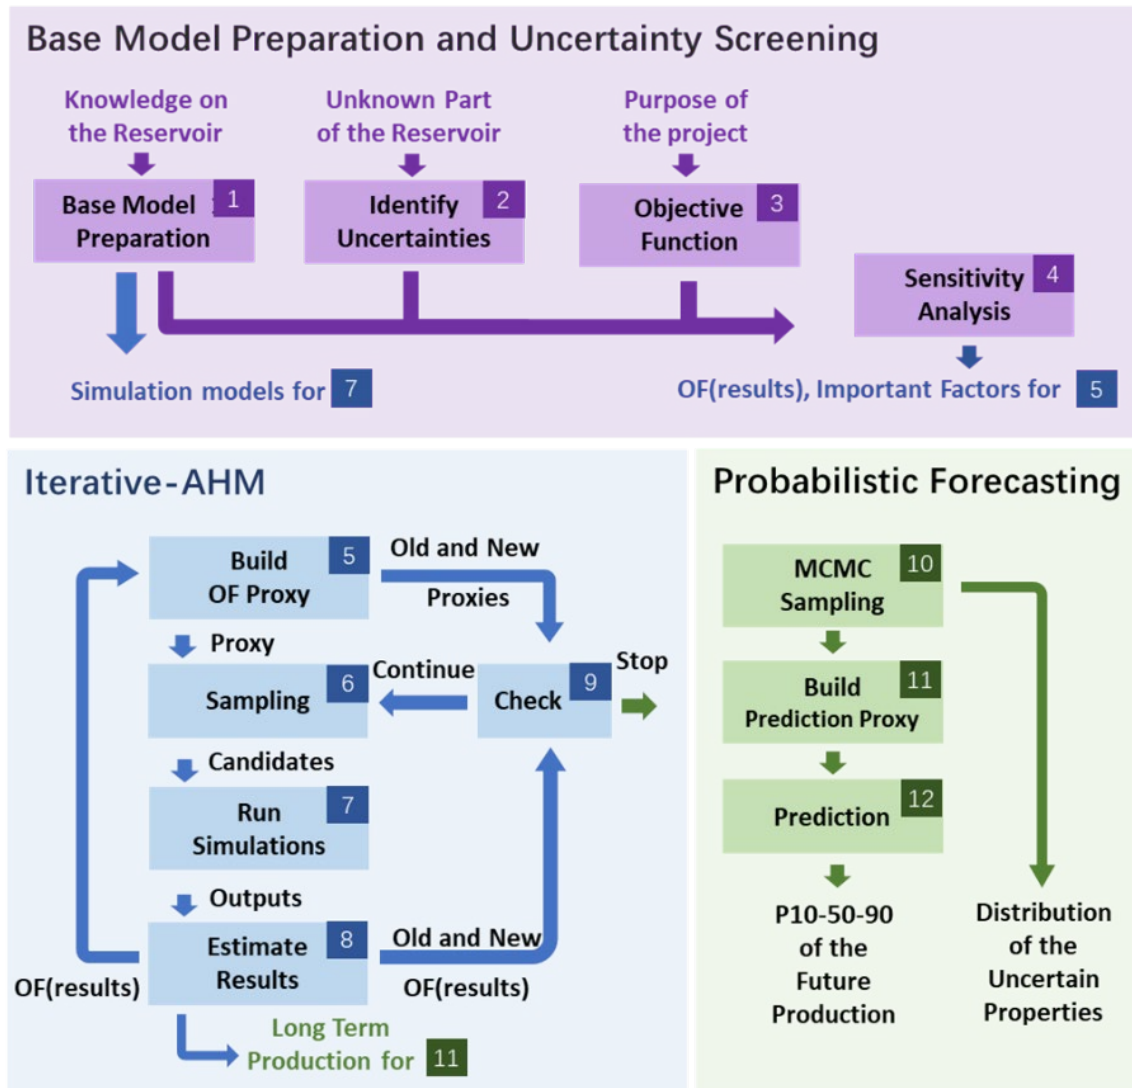 Base Model Preparation and Uncertainty Screening
Knowledge on
the Reservoir
Unknown Part
of the Reservoir
Purpose of
the project
Base Model
Preparation
1
Identify
Uncertainties
2
Objective
Function
3
Sensitivity
Analysis
4
Simulation models for 7
OF(results), Important Factors for 5
Iterative-AHM
Build
OF Proxy
5
Old and New
Proxies
Proxy
Sampling
6
Continue
Check
9
Stop
Candidates
Run
Simulations
7
Outputs
Estimate
Results
8
Old and New
OF(results)
OF(results)
Long Term
Production for 11
Probabilistic Forecasting
MCMC
Sampling
10
Build
Prediction Proxy
11
Prediction
12
P10-50-90
of the
Future
Production
Distribution
of the
Uncertain
Properties